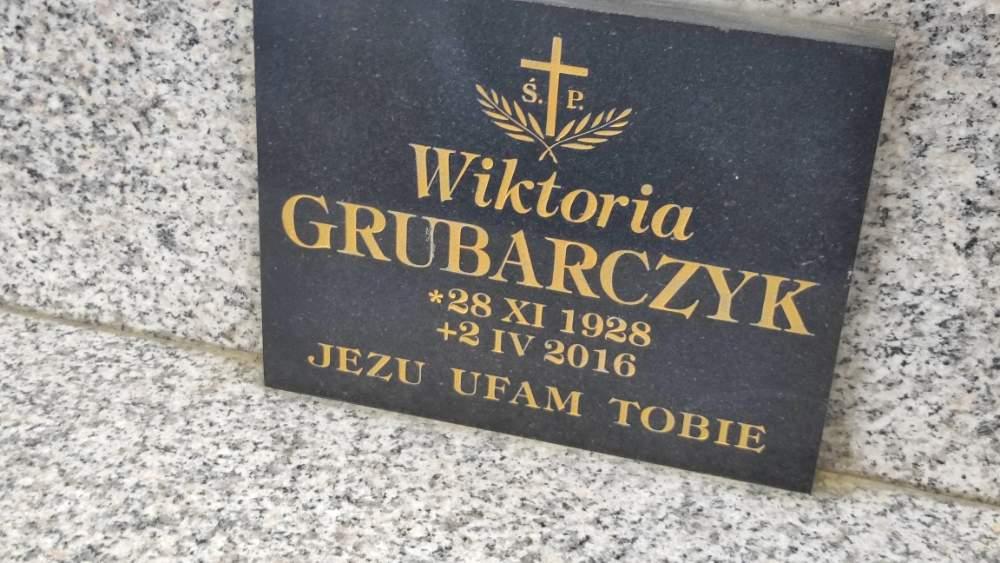 Ś. P.
Wiktoria
GRUBARCZYK
*28 XI 1928
+2 IV 2016
JEZU UFAM TOBIE